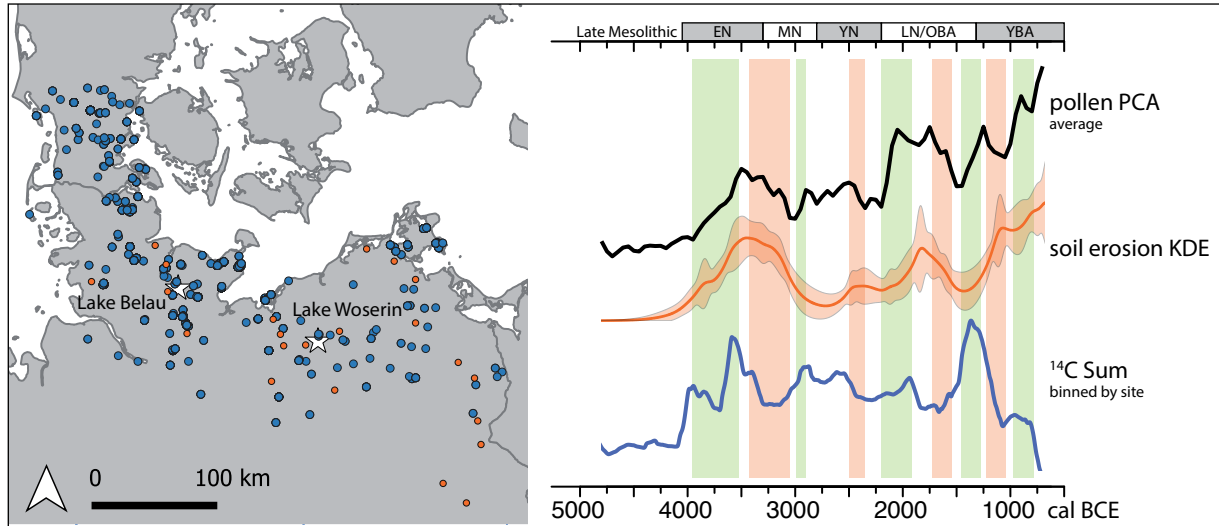 Lake Belau
Lake Woserin
0 100 km
Late Mesolithic EN MN YN LN/OBA YBA
pollen PCA
average
soil erosion KDE
¹⁴C Sum
binned by site
5000 4000 3000 2000 1000 cal BCE